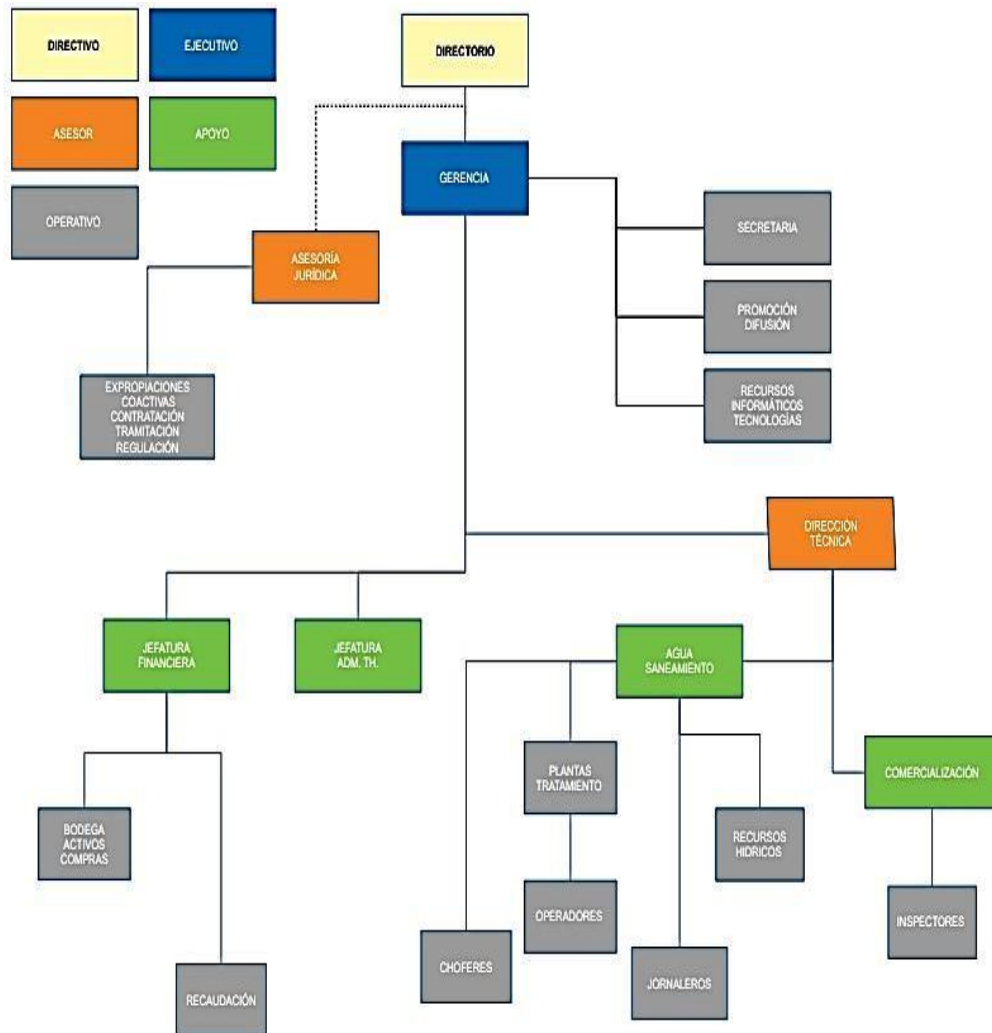 DIRECTIVO
EJECUTIVO
DIRECTORIO
ASESOR
APOYO
GERENCIA
OPERATIVO
SECRETARIA
ASESORÍA
JURÍDICA
PROMOCIÓN
DIFUSIÓN
EXPROPIACIONES
COACTIVAS
CONTRATACIÓN
TRAMITACIÓN
REGULACIÓN
RECURSOS
INFORMÁTICOS
TECNOLOGÍAS
DIRECCIÓN
TÉCNICA
JEFATURA
FINANCIERA
JEFATURA
ADM. TH.
AGUA
SANEAMIENTO
PLANTAS
TRATAMIENTO
COMERCIALIZACIÓN
BODEGA
ACTIVOS
COMPRAS
RECURSOS
HIDRICOS
OPERADORES
INSPECTORES
CHOFERES
JORNALEROS
RECAUDACIÓN